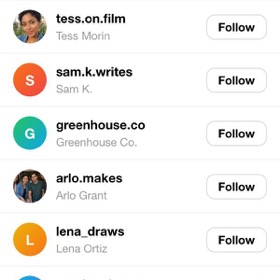 tess.on.film
Tess Morin
Follow
S
sam.k.writes
Sam K.
Follow
G
greenhouse.co
Greenhouse Co.
Follow
arlo.makes
Arlo Grant
Follow
L
lena_draws
Lena Ortiz
Follow